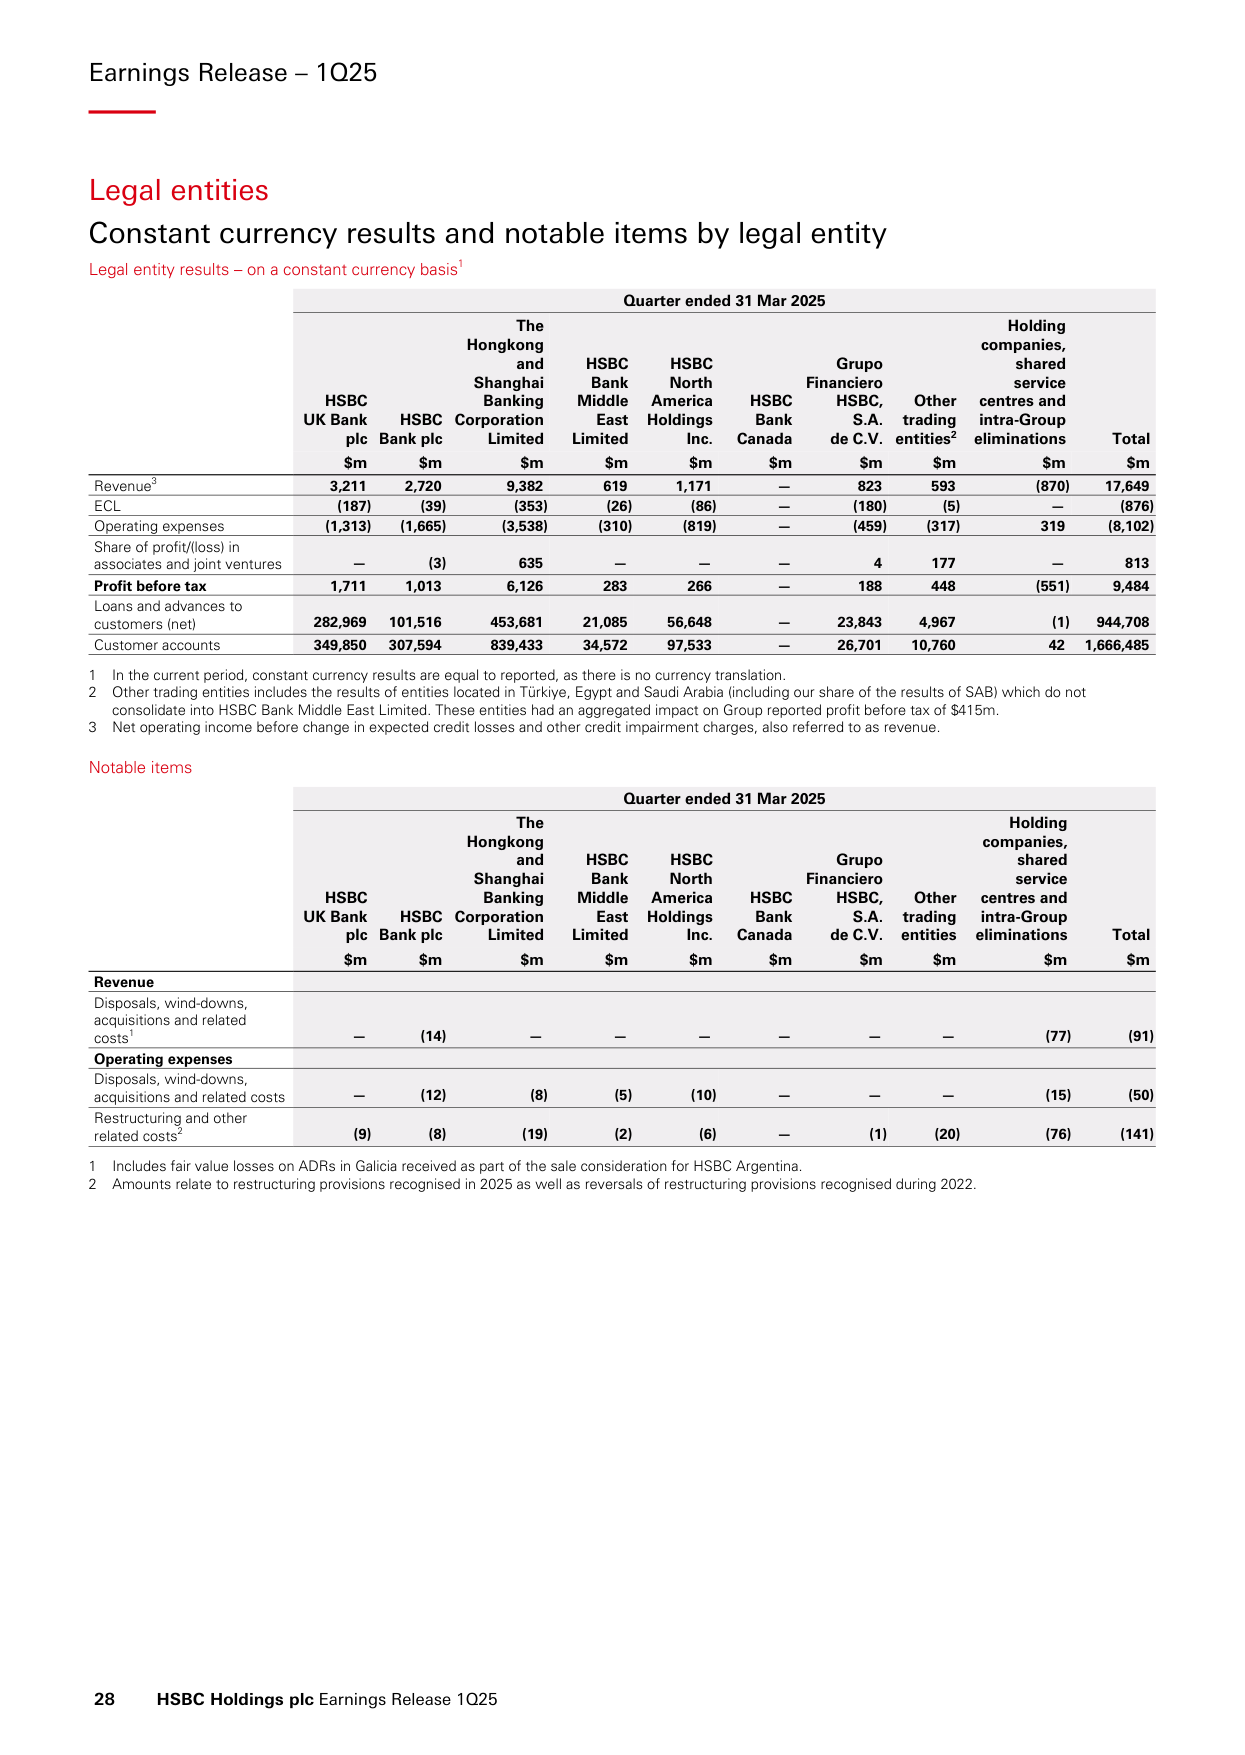 Earnings Release – 1Q25
Legal entities
Constant currency results and notable items by legal entity
Legal entity results – on a constant currency basis1
Quarter ended 31 Mar 2025
HSBC UK Bank plc HSBC Bank plc The Hongkong and Shanghai Banking Corporation Limited HSBC Bank Middle East Limited HSBC North America Holdings Inc. HSBC Bank Canada Grupo Financiero HSBC, S.A. de C.V. Other trading entities2 Holding companies, shared service centres and intra-Group eliminations Total
$m $m $m $m $m $m $m $m $m $m
Revenue3 3,211 2,720 9,382 619 1,171 — 823 593 (870) 17,649
ECL (187) (39) (353) (26) (86) — (180) (5) — (876)
Operating expenses (1,313) (1,665) (3,538) (310) (819) — (459) (317) 319 (8,102)
Share of profit/(loss) in
associates and joint ventures — (3) 635 — — — 4 177 — 813
Profit before tax 1,711 1,013 6,126 283 266 — 188 448 (551) 9,484
Loans and advances to
customers (net) 282,969 101,516 453,681 21,085 56,648 — 23,843 4,967 (1) 944,708
Customer accounts 349,850 307,594 839,433 34,572 97,533 — 26,701 10,760 42 1,666,485
1 In the current period, constant currency results are equal to reported, as there is no currency translation.
2 Other trading entities includes the results of entities located in Türkiye, Egypt and Saudi Arabia (including our share of the results of SAB) which do not
consolidate into HSBC Bank Middle East Limited. These entities had an aggregated impact on Group reported profit before tax of $415m.
3 Net operating income before change in expected credit losses and other credit impairment charges, also referred to as revenue.
Notable items
Quarter ended 31 Mar 2025
HSBC UK Bank plc HSBC Bank plc The Hongkong and Shanghai Banking Corporation Limited HSBC Bank Middle East Limited HSBC North America Holdings Inc. HSBC Bank Canada Grupo Financiero HSBC, S.A. de C.V. Other trading entities Holding companies, shared service centres and intra-Group eliminations Total
$m $m $m $m $m $m $m $m $m $m
Revenue
Disposals, wind-downs,
acquisitions and related
costs1 — (14) — — — — — — (77) (91)
Operating expenses
Disposals, wind-downs,
acquisitions and related costs — (12) (8) (5) (10) — — — (15) (50)
Restructuring and other
related costs2 (9) (8) (19) (2) (6) — (1) (20) (76) (141)
1 Includes fair value losses on ADRs in Galicia received as part of the sale consideration for HSBC Argentina.
2 Amounts relate to restructuring provisions recognised in 2025 as well as reversals of restructuring provisions recognised during 2022.
28 HSBC Holdings plc Earnings Release 1Q25